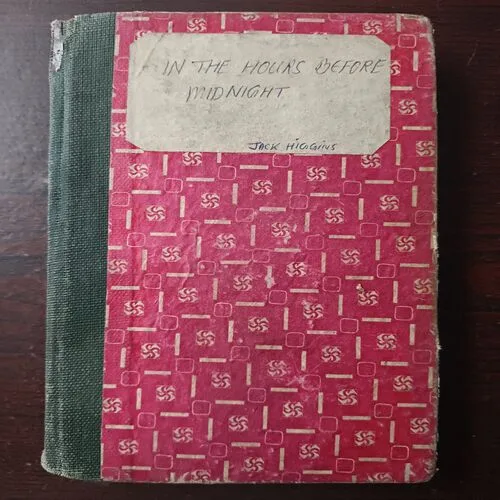 IN THE HOURS BEFORE
MIDNIGHT
JACK HIGGINS